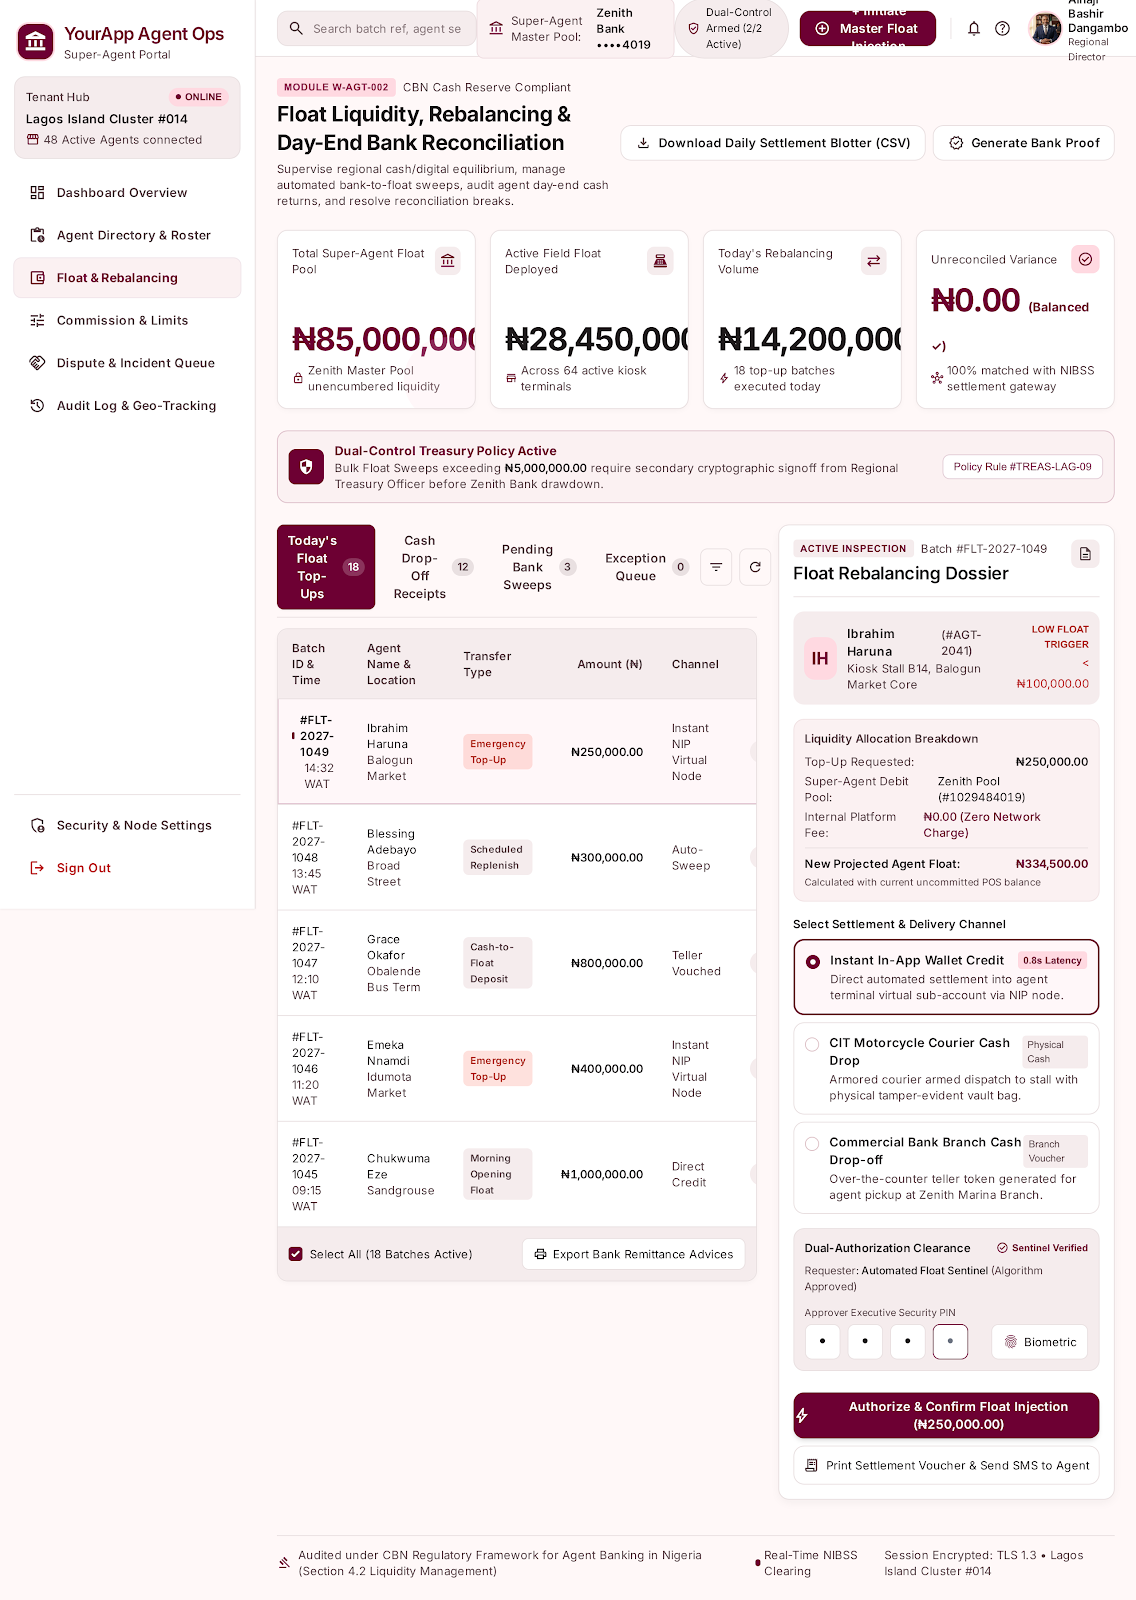 YourApp Agent Ops
Super-Agent Portal
Tenant Hub
ONLINE
Lagos Island Cluster #014
48 Active Agents connected
Dashboard Overview
Agent Directory & Roster
Float & Rebalancing
Commission & Limits
Dispute & Incident Queue
Audit Log & Geo-Tracking
Security & Node Settings
Sign Out
Search batch ref, agent se
Super-Agent
Master Pool:
Zenith
Bank
••••4019
Dual-Control
Armed (2/2
Active)
+ Initiate
Master Float
Injection
Alhaji
Bashir
Dangambo
Regional
Director
MODULE W-AGT-002
CBN Cash Reserve Compliant
Float Liquidity, Rebalancing &
Day-End Bank Reconciliation
Supervise regional cash/digital equilibrium, manage
automated bank-to-float sweeps, audit agent day-end cash
returns, and resolve reconciliation breaks.
Download Daily Settlement Blotter (CSV)
Generate Bank Proof
Total Super-Agent Float
Pool
₦85,000,000
Zenith Master Pool
unencumbered liquidity
Active Field Float
Deployed
₦28,450,000
Across 64 active kiosk
terminals
Today's Rebalancing
Volume
₦14,200,000
18 top-up batches
executed today
Unreconciled Variance
₦0.00 (Balanced
✓)
100% matched with NIBSS
settlement gateway
Dual-Control Treasury Policy Active
Bulk Float Sweeps exceeding ₦5,000,000.00 require secondary cryptographic signoff from Regional
Treasury Officer before Zenith Bank drawdown.
Policy Rule #TREAS-LAG-09
Today's
Float
Top-
Ups
18
Cash
Drop-
Off
Receipts
12
Pending
Bank
Sweeps
3
Exception
Queue
0
Batch
ID &
Time
Agent
Name &
Location
Transfer
Type
Amount (₦)
Channel
#FLT-
2027-
1049
14:32
WAT
Ibrahim
Haruna
Balogun
Market
Emergency
Top-Up
₦250,000.00
Instant
NIP
Virtual
Node
#FLT-
2027-
1048
13:45
WAT
Blessing
Adebayo
Broad
Street
Scheduled
Replenish
₦300,000.00
Auto-
Sweep
#FLT-
2027-
1047
12:10
WAT
Grace
Okafor
Obalende
Bus Term
Cash-to-
Float
Deposit
₦800,000.00
Teller
Vouched
#FLT-
2027-
1046
11:20
WAT
Emeka
Nnamdi
Idumota
Market
Emergency
Top-Up
₦400,000.00
Instant
NIP
Virtual
Node
#FLT-
2027-
1045
09:15
WAT
Chukwuma
Eze
Sandgrouse
Morning
Opening
Float
₦1,000,000.00
Direct
Credit
Select All (18 Batches Active)
Export Bank Remittance Advices
ACTIVE INSPECTION
Batch #FLT-2027-1049
Float Rebalancing Dossier
IH
Ibrahim
Haruna
(#AGT-
2041)
Kiosk Stall B14, Balogun
Market Core
LOW FLOAT
TRIGGER
<
₦100,000.00
Liquidity Allocation Breakdown
Top-Up Requested:
₦250,000.00
Super-Agent Debit
Pool:
Zenith Pool
(#1029484019)
Internal Platform
Fee:
₦0.00 (Zero Network
Charge)
New Projected Agent Float:
₦334,500.00
Calculated with current uncommitted POS balance
Select Settlement & Delivery Channel
Instant In-App Wallet Credit
0.8s Latency
Direct automated settlement into agent
terminal virtual sub-account via NIP node.
CIT Motorcycle Courier Cash
Drop
Physical
Cash
Armored courier armed dispatch to stall with
physical tamper-evident vault bag.
Commercial Bank Branch Cash
Drop-off
Branch
Voucher
Over-the-counter teller token generated for
agent pickup at Zenith Marina Branch.
Dual-Authorization Clearance
Sentinel Verified
Requester: Automated Float Sentinel (Algorithm
Approved)
Approver Executive Security PIN
• • • •
Biometric
Authorize & Confirm Float Injection
(₦250,000.00)
Print Settlement Voucher & Send SMS to Agent
Audited under CBN Regulatory Framework for Agent Banking in Nigeria
(Section 4.2 Liquidity Management)
Real-Time NIBSS
Clearing
Session Encrypted: TLS 1.3 • Lagos
Island Cluster #014